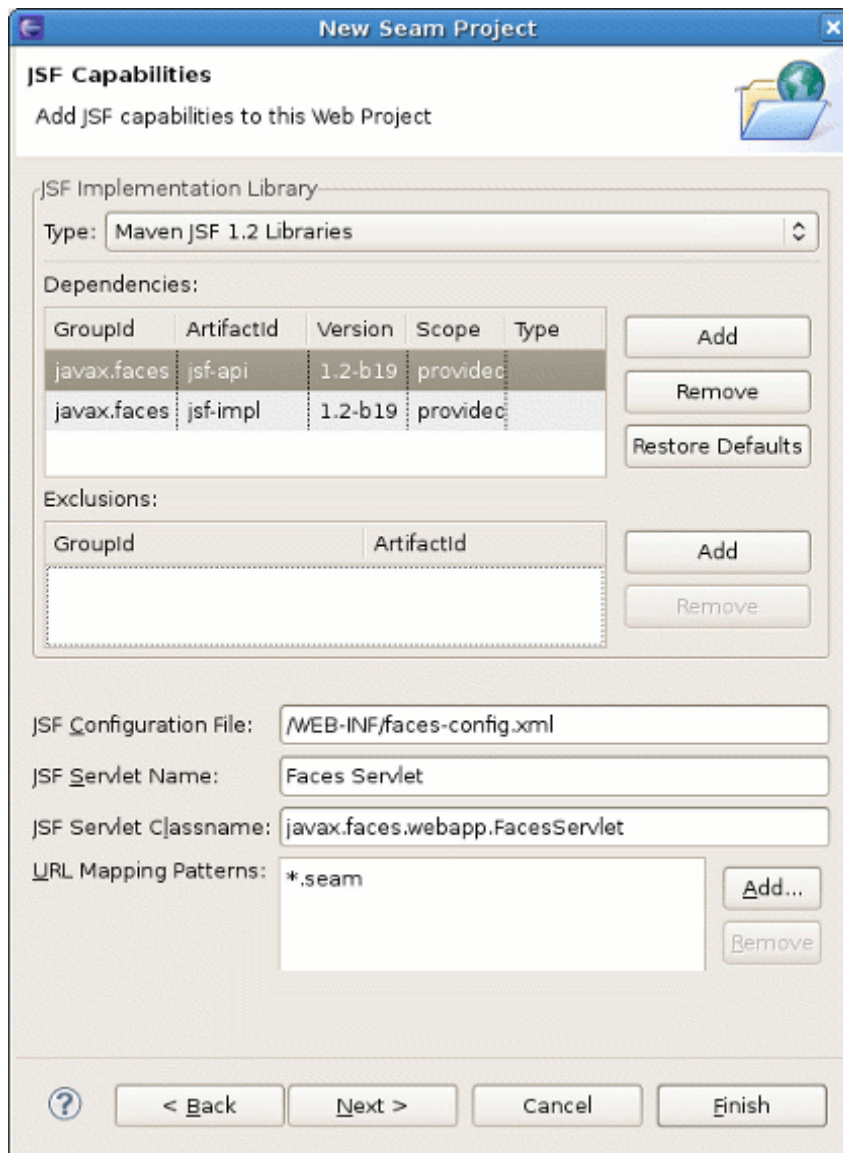 New Seam Project
JSF Capabilities
Add JSF capabilities to this Web Project
JSF Implementation Library
Type: Maven JSF 1.2 Libraries
Dependencies:
GroupId ArtifactId Version Scope Type
Add
javax.faces jsf-api 1.2-b19 providec
Remove
javax.faces jsf-impl 1.2-b19 providec
Restore Defaults
Exclusions:
GroupId ArtifactId
Add
Remove
JSF Configuration File: /WEB-INF/faces-config.xml
JSF Servlet Name: Faces Servlet
JSF Servlet Classname: javax.faces.webapp.FacesServlet
URL Mapping Patterns: *.seam
Add...
Remove
? < Back Next > Cancel Finish